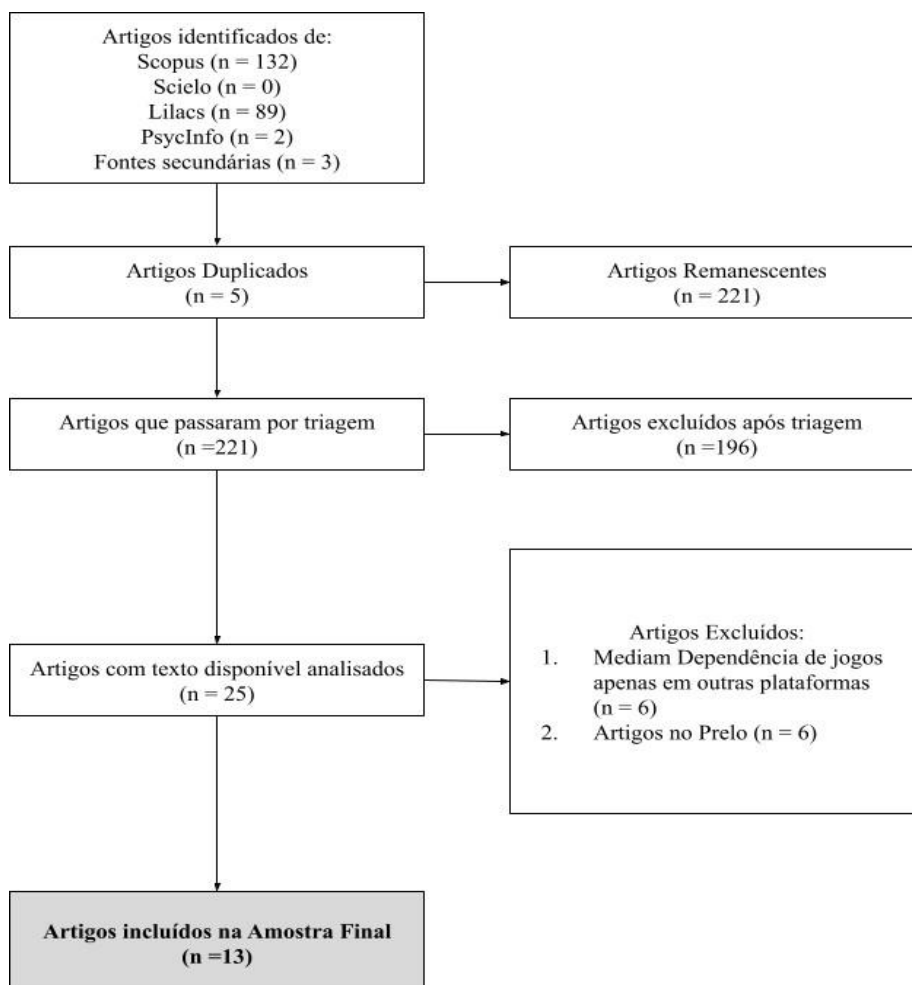 Artigos identificados de:
Scopus (n = 132)
Scielo (n = 0)
Lilacs (n = 89)
PsycInfo (n = 2)
Fontes secundárias (n = 3)
Artigos Duplicados
(n = 5)
Artigos Remanescentes
(n = 221)
Artigos que passaram por triagem
(n =221)
Artigos excluídos após triagem
(n =196)
Artigos com texto disponível analisados
(n = 25)
Artigos Excluídos:
1. Mediam Dependência de jogos
apenas em outras plataformas
(n = 6)
2. Artigos no Prelo (n = 6)
Artigos incluídos na Amostra Final
(n =13)